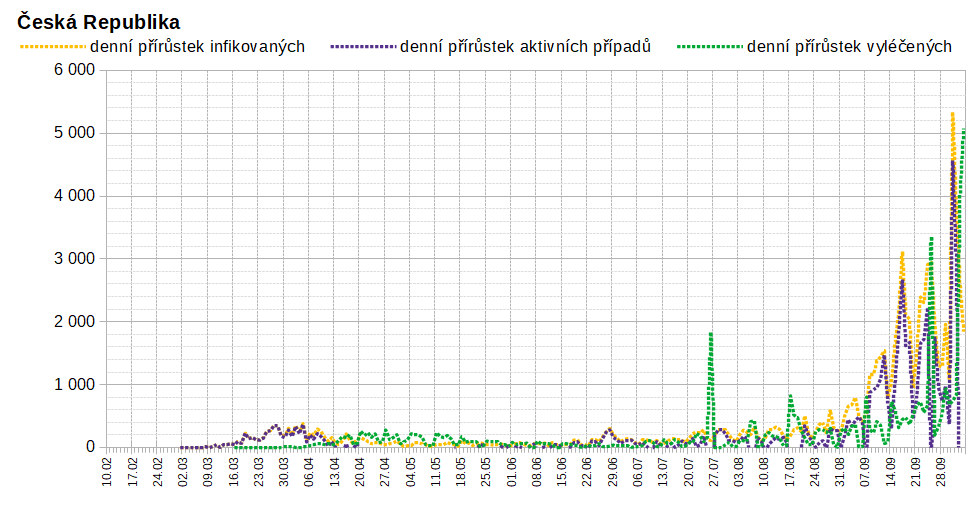 Česká Republika
denní přírůstek infikovaných denní přírůstek aktivních případů denní přírůstek vyléčených
6 000
5 000
4 000
3 000
2 000
1 000
0
10.02 17.02 24.02 02.03 09.03 16.03 23.03 30.03 06.04 13.04 20.04 27.04 04.05 11.05 18.05 25.05 01.06 08.06 15.06 22.06 29.06 06.07 13.07 20.07 27.07 03.08 10.08 17.08 24.08 31.08 07.09 14.09 21.09 28.09